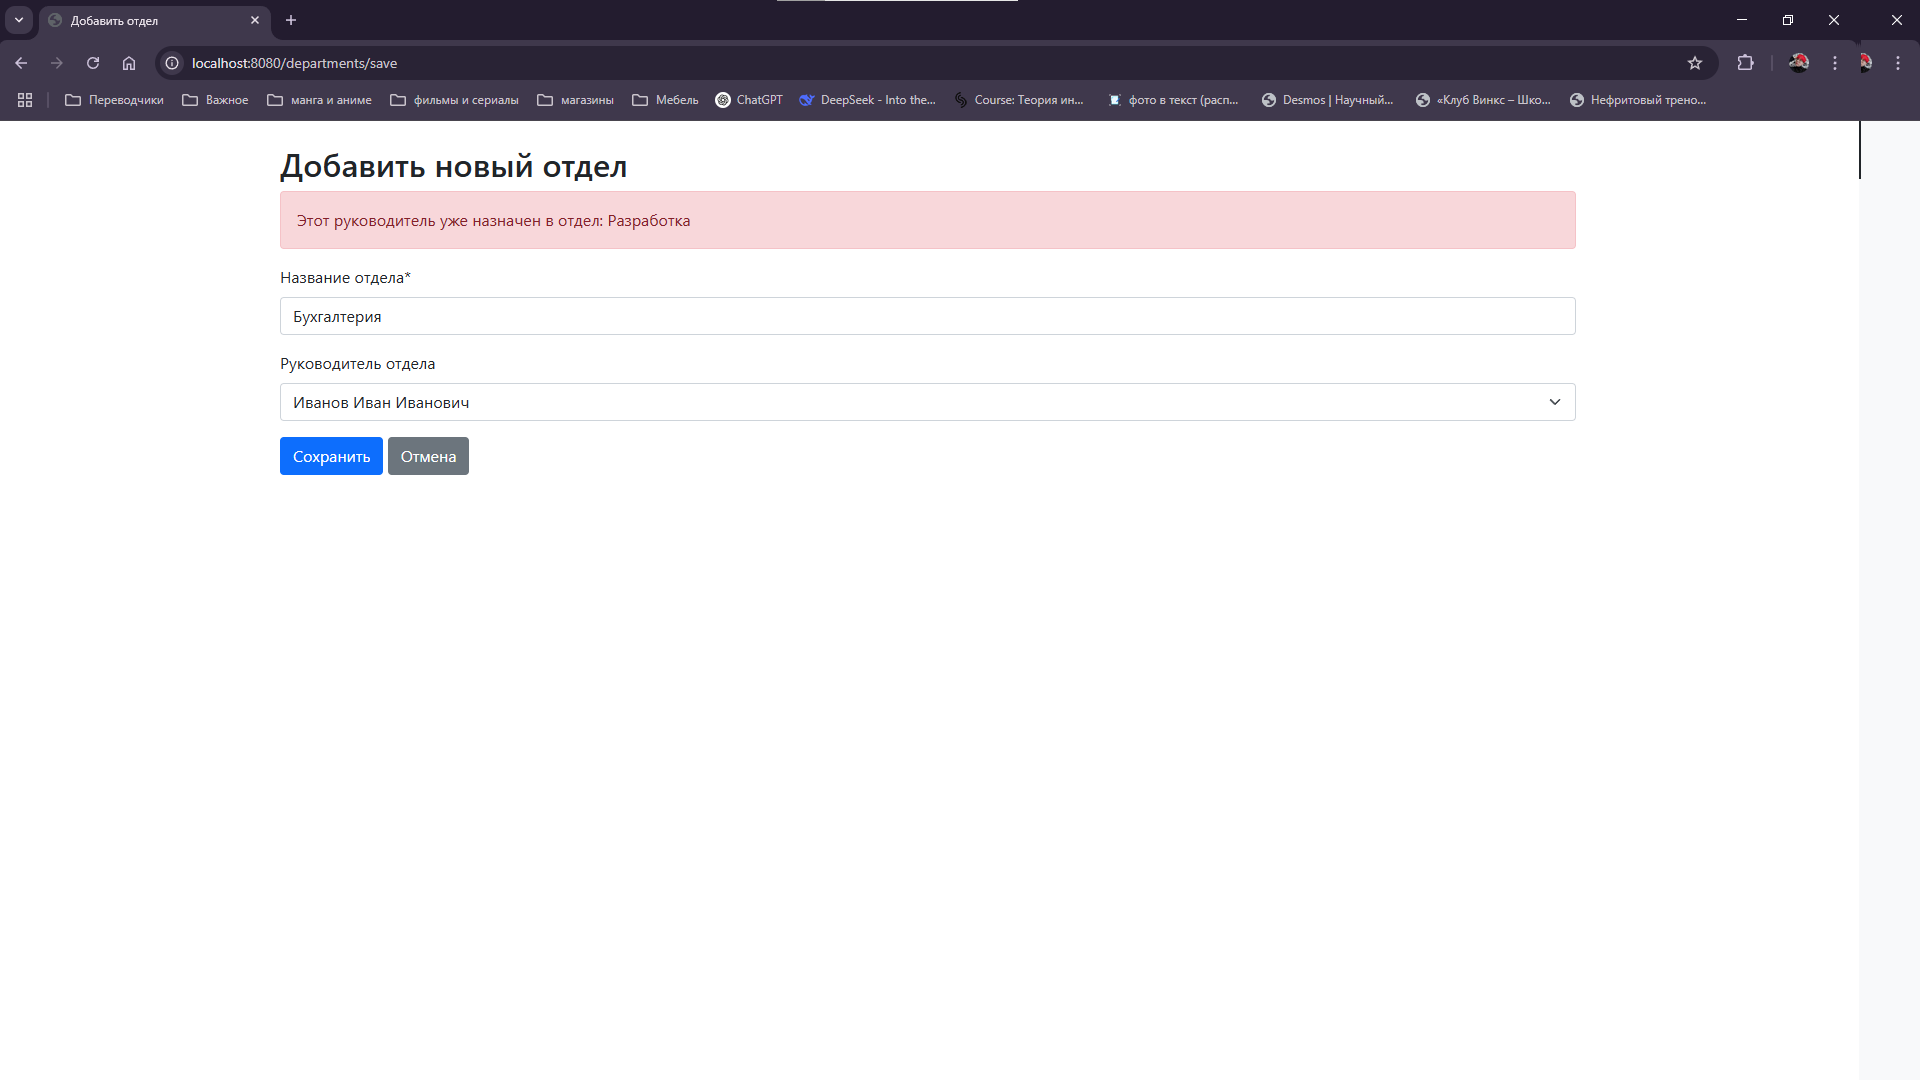 Добавить отдел
localhost:8080/departments/save
Переводчики
Важное
манга и аниме
фильмы и сериалы
магазины
Мебель
ChatGPT
DeepSeek - Into the...
Course: Теория ин...
фото в текст (расп...
Desmos | Научный...
«Клуб Винкс – Шко...
Нефритовый трено...
Добавить новый отдел
Этот руководитель уже назначен в отдел: Разработка
Название отдела*
Бухгалтерия
Руководитель отдела
Иванов Иван Иванович
Сохранить Отмена